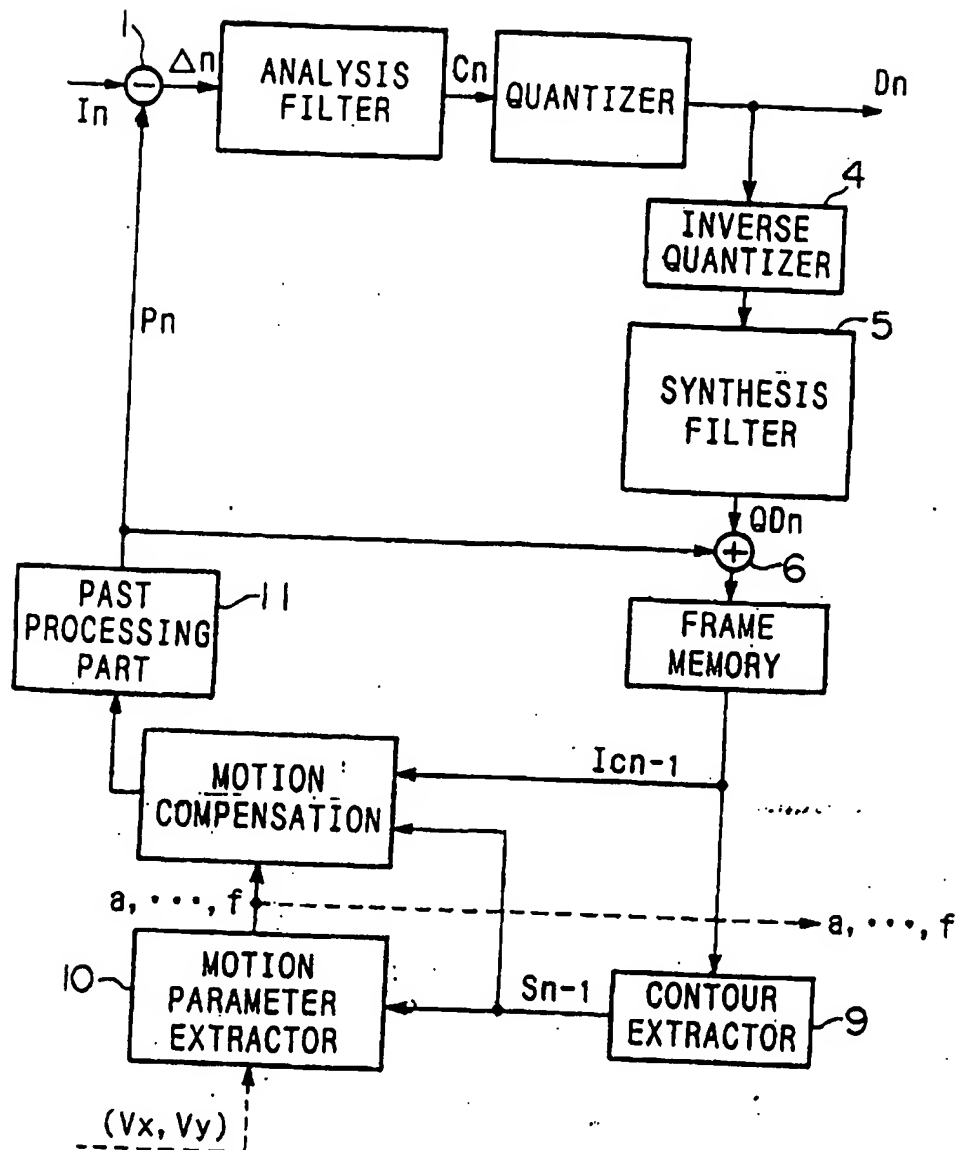 1
In
Δn
ANALYSIS
FILTER
Cn
QUANTIZER
Dn
4
INVERSE
QUANTIZER
5
SYNTHESIS
FILTER
Pn
QDn
6
PAST
PROCESSING
PART
11
FRAME
MEMORY
MOTION
COMPENSATION
Icn-1
a, ···, f
a, ···, f
10
MOTION
PARAMETER
EXTRACTOR
Sn-1
CONTOUR
EXTRACTOR
9
(Vx, Vy)